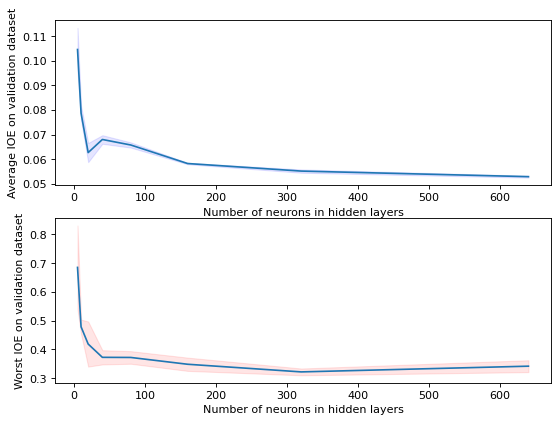 Average IOE on validation dataset
0.11
0.10
0.09
0.08
0.07
0.06
0.05
0 100 200 300 400 500 600
Number of neurons in hidden layers
Worst IOE on validation dataset
0.8
0.7
0.6
0.5
0.4
0.3
0 100 200 300 400 500 600
Number of neurons in hidden layers